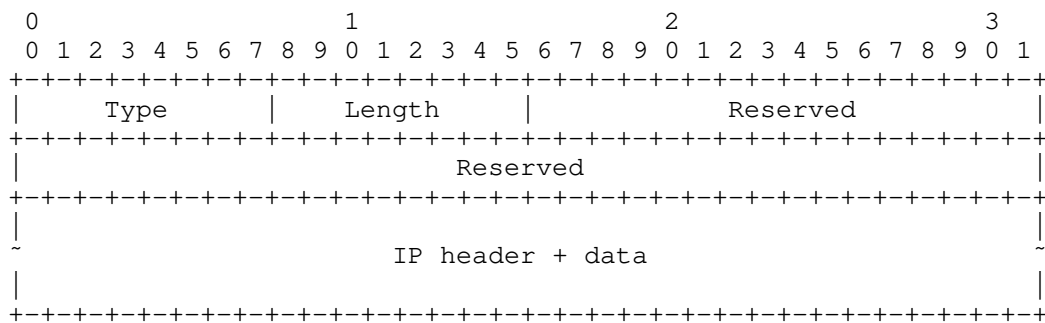 0 1 2 3
0 1 2 3 4 5 6 7 8 9 0 1 2 3 4 5 6 7 8 9 0 1 2 3 4 5 6 7 8 9 0 1
+-+-+-+-+-+-+-+-+-+-+-+-+-+-+-+-+-+-+-+-+-+-+-+-+-+-+-+-+-+-+-+-+
| Type | Length | Reserved |
+-+-+-+-+-+-+-+-+-+-+-+-+-+-+-+-+-+-+-+-+-+-+-+-+-+-+-+-+-+-+-+-+
| Reserved |
+-+-+-+-+-+-+-+-+-+-+-+-+-+-+-+-+-+-+-+-+-+-+-+-+-+-+-+-+-+-+-+-+
| |
~ IP header + data ~
| |
+-+-+-+-+-+-+-+-+-+-+-+-+-+-+-+-+-+-+-+-+-+-+-+-+-+-+-+-+-+-+-+-+